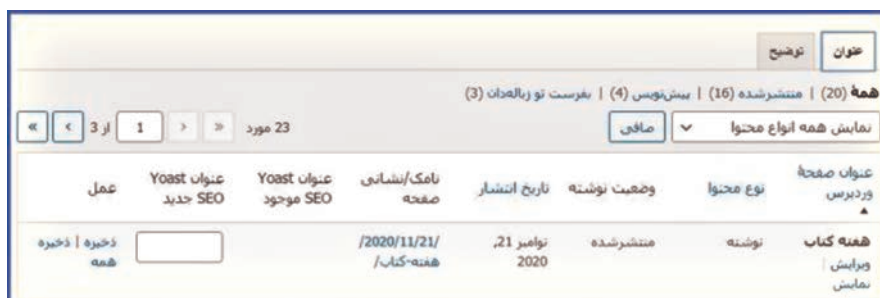 عنوان توضیح
همهٔ (20) | منتشرشده (16) | پیش‌نویس (4) | بفرست تو زباله‌دان (3)
نمایش همه انواع محتوا صافی 23 مورد » › 1 از 3 ‹ «
عنوان صفحهٔ وردپرس نوع محتوا وضعیت نوشته تاریخ انتشار نامک/نشانی صفحه عنوان Yoast SEO موجود عنوان Yoast SEO جدید عمل
هفته کتاب نوشته منتشرشده نوامبر 21, 2020 /2020/11/21/هفته-کتاب/ ذخیره | ذخیره همه
ویرایش |
نمایش